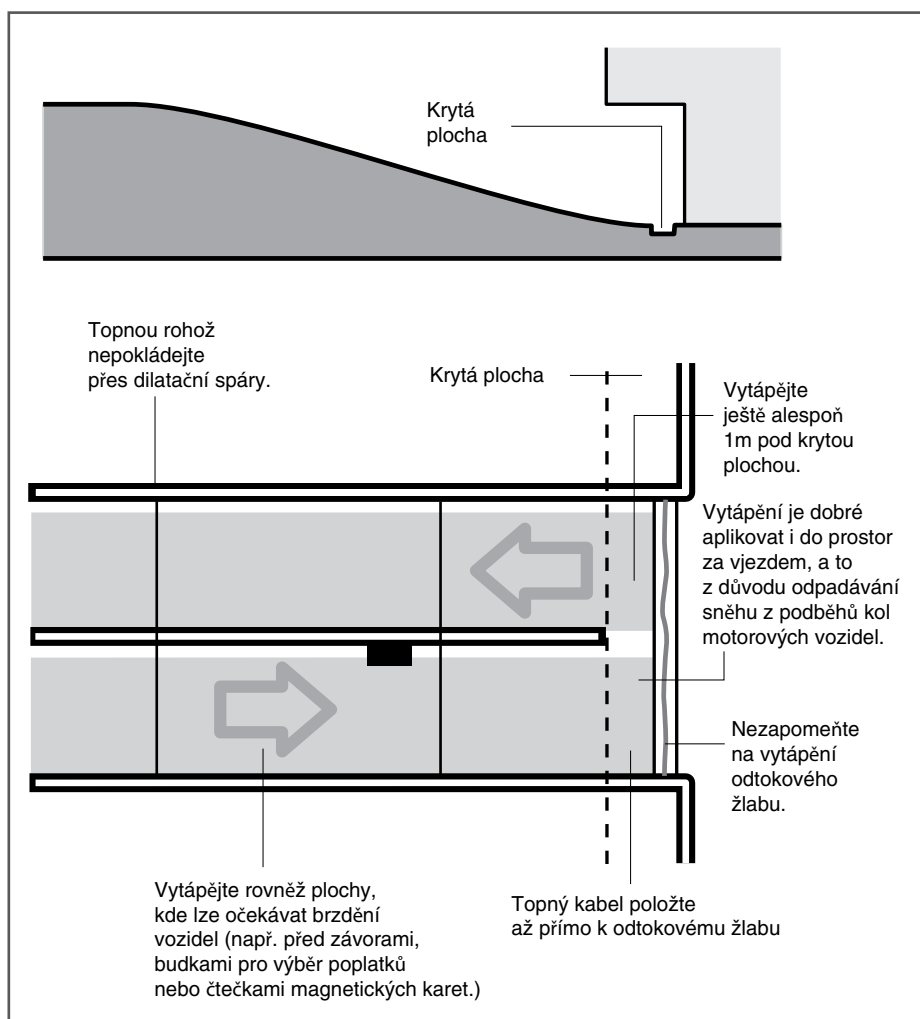 Krytá
plocha
Topnou rohož
nepokládejte
přes dilatační spáry.
Krytá plocha
Vytápějte
ještě alespoň
1m pod krytou
plochou.
Vytápění je dobré
aplikovat i do prostor
za vjezdem, a to
z důvodu odpadávání
sněhu z podběhů kol
motorových vozidel.
Nezapomeňte
na vytápění
odtokového
žlabu.
Vytápějte rovněž plochy,
kde lze očekávat brzdění
vozidel (např. před závorami,
budkami pro výběr poplatků
nebo čtečkami magnetických karet.)
Topný kabel položte
až přímo k odtokovému žlabu